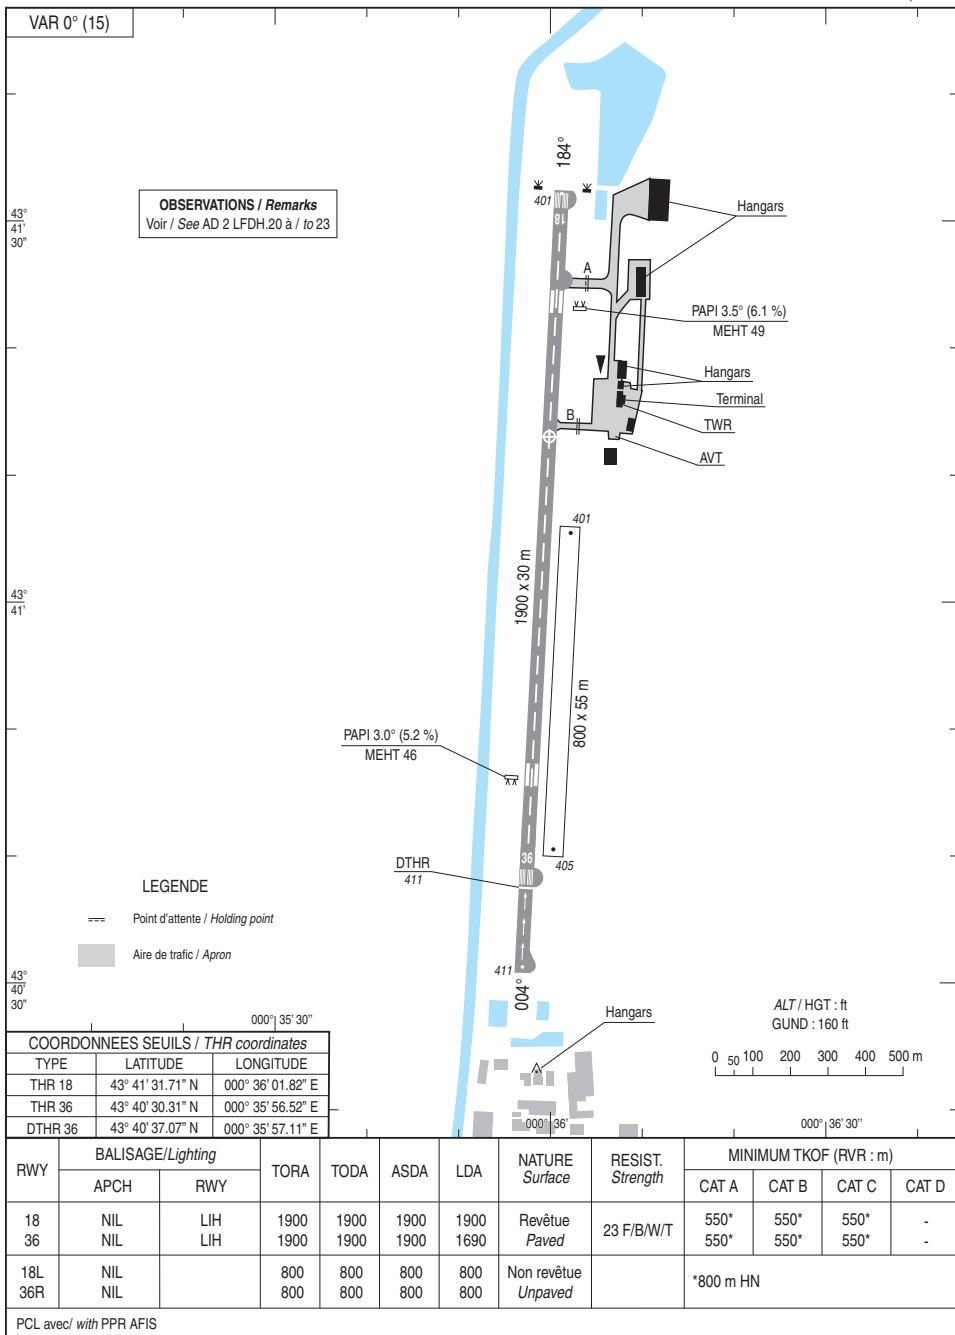 VAR 0° (15)
184°
401
18
OBSERVATIONS / Remarks
Voir / See AD 2 LFDH.20 à / to 23
43°
41'
30"
Hangars
A
PAPI 3.5° (6.1 %)
MEHT 49
Hangars
Terminal
B
TWR
AVT
401
1900 x 30 m
43°
41'
800 x 55 m
PAPI 3.0° (5.2 %)
MEHT 46
36
405
DTHR
411
LEGENDE
Point d'attente / Holding point
Aire de trafic / Apron
411
004°
43°
40'
30"
ALT / HGT : ft
GUND : 160 ft
000° 35' 30"
Hangars
0 50 100 200 300 400 500 m
000° 36'
000° 36' 30"
COORDONNEES SEUILS / THR coordinates
TYPE LATITUDE LONGITUDE
THR 18 43° 41' 31.71" N 000° 36' 01.82" E
THR 36 43° 40' 30.31" N 000° 35' 56.52" E
DTHR 36 43° 40' 37.07" N 000° 35' 57.11" E
RWY BALISAGE/Lighting TORA TODA ASDA LDA NATURE RESIST. MINIMUM TKOF (RVR : m)
Surface Strength
APCH RWY CAT A CAT B CAT C CAT D
18 NIL LIH 1900 1900 1900 1900 Revêtue 23 F/B/W/T 550* 550* 550* -
36 NIL LIH 1900 1900 1900 1690 Paved 550* 550* 550* -
18L NIL 800 800 800 800 Non revêtue *800 m HN
36R NIL 800 800 800 800 Unpaved
PCL avec/ with PPR AFIS